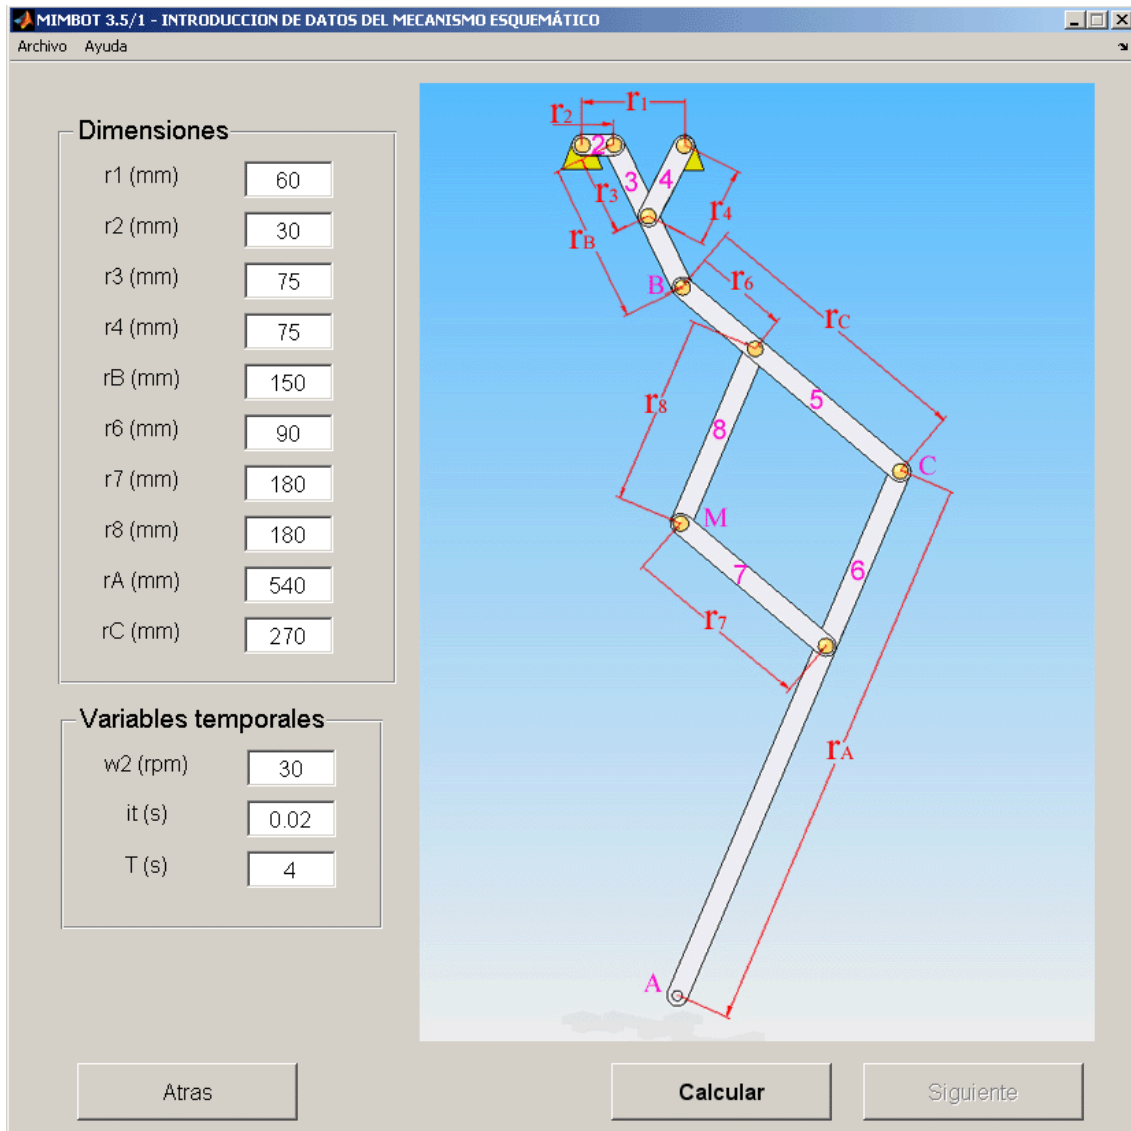 MIMBOT 3.5/1 - INTRODUCCION DE DATOS DEL MECANISMO ESQUEMÁTICO
Archivo Ayuda
Dimensiones
r1 (mm) 60
r2 (mm) 30
r3 (mm) 75
r4 (mm) 75
rB (mm) 150
r6 (mm) 90
r7 (mm) 180
r8 (mm) 180
rA (mm) 540
rC (mm) 270
Variables temporales
w2 (rpm) 30
it (s) 0.02
T (s) 4
r1
r2
2
3 4
r3
r4
rB
B
r6
rC
r8
5
8
C
M
7
6
r7
rA
A
Atras
Calcular
Siguiente